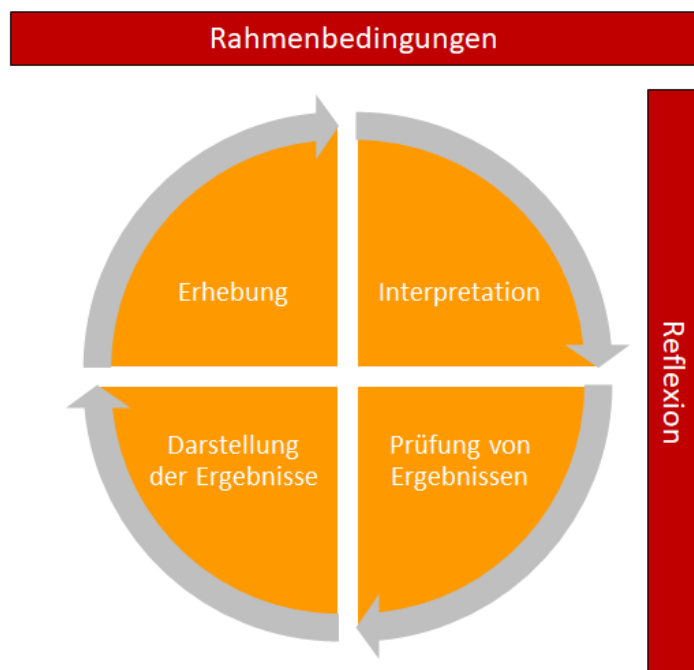 Rahmenbedingungen
Erhebung
Interpretation
Reflexion
Darstellung
der Ergebnisse
Prüfung von
Ergebnissen